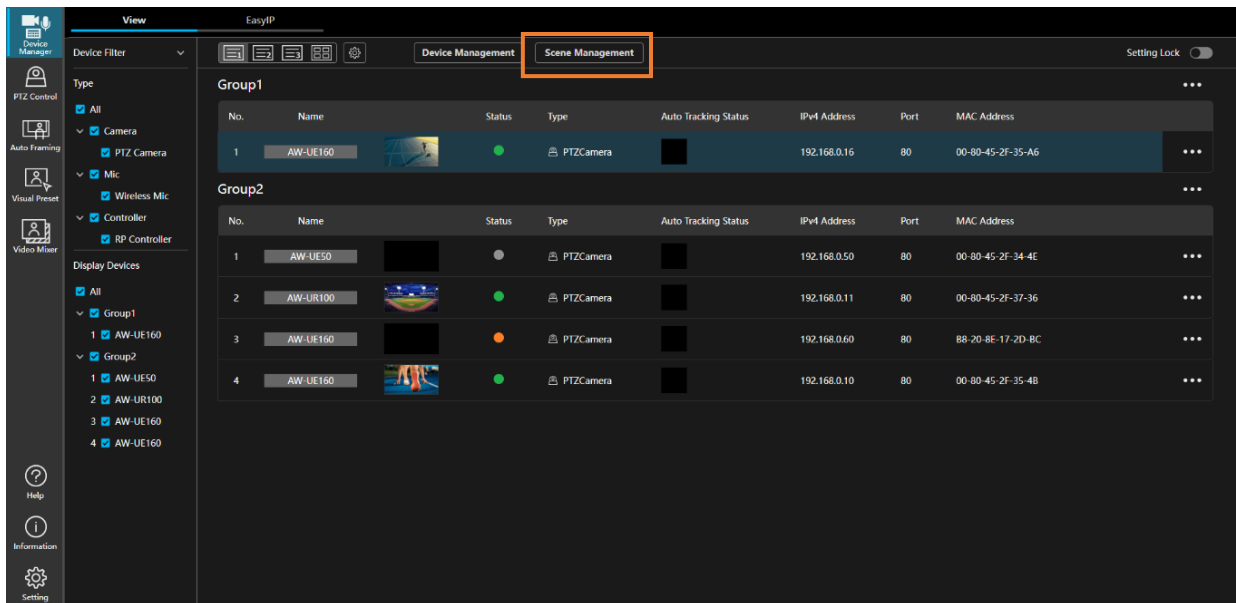 View
EasyIP
Device Manager
PTZ Control
Auto Framing
Visual Preset
Video Mixer
Help
Information
Setting
Device Filter
Type
All
Camera
PTZ Camera
Mic
Wireless Mic
Controller
RP Controller
Display Devices
All
Group1
1 AW-UE160
Group2
1 AW-UE50
2 AW-UR100
3 AW-UE160
4 AW-UE160
1 2 3 Device Management Scene Management Setting Lock
Group1
No. Name Status Type Auto Tracking Status IPv4 Address Port MAC Address
1 AW-UE160 PTZCamera 192.168.0.16 80 00-80-45-2F-35-A6
Group2
No. Name Status Type Auto Tracking Status IPv4 Address Port MAC Address
1 AW-UE50 PTZCamera 192.168.0.50 80 00-80-45-2F-34-4E
2 AW-UR100 PTZCamera 192.168.0.11 80 00-80-45-2F-37-36
3 AW-UE160 PTZCamera 192.168.0.60 80 B8-20-8E-17-2D-BC
4 AW-UE160 PTZCamera 192.168.0.10 80 00-80-45-2F-35-4B